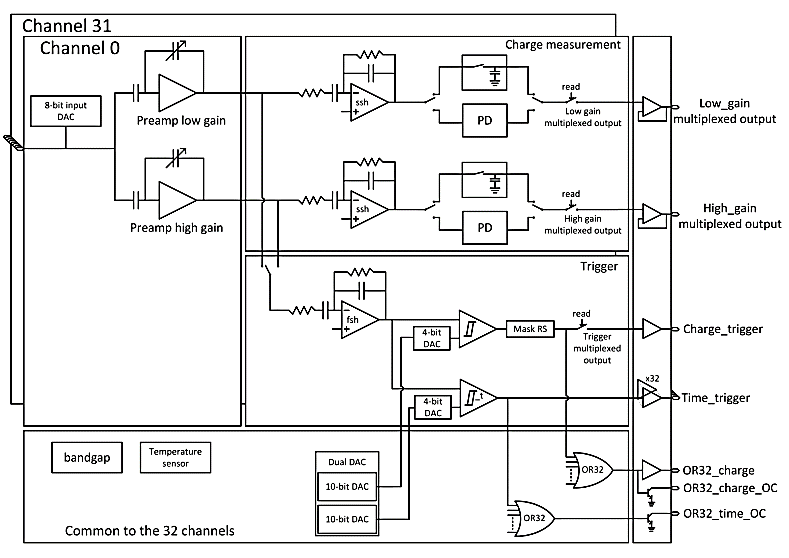 Channel 31
Channel 0
Charge measurement
8-bit input
DAC
Preamp low gain
ssh
PD
read
Low gain
multiplexed output
Low_gain
multiplexed output
Preamp high gain
ssh
PD
read
High gain
multiplexed output
High_gain
multiplexed output
Trigger
fsh
4-bit
DAC
Mask RS
read
Trigger
multiplexed
output
Charge_trigger
4-bit
DAC
_t
x32
Time_trigger
bandgap
Temperature
sensor
Dual DAC
10-bit DAC
10-bit DAC
OR32
OR32
OR32_charge
OR32_charge_OC
OR32_time_OC
Common to the 32 channels